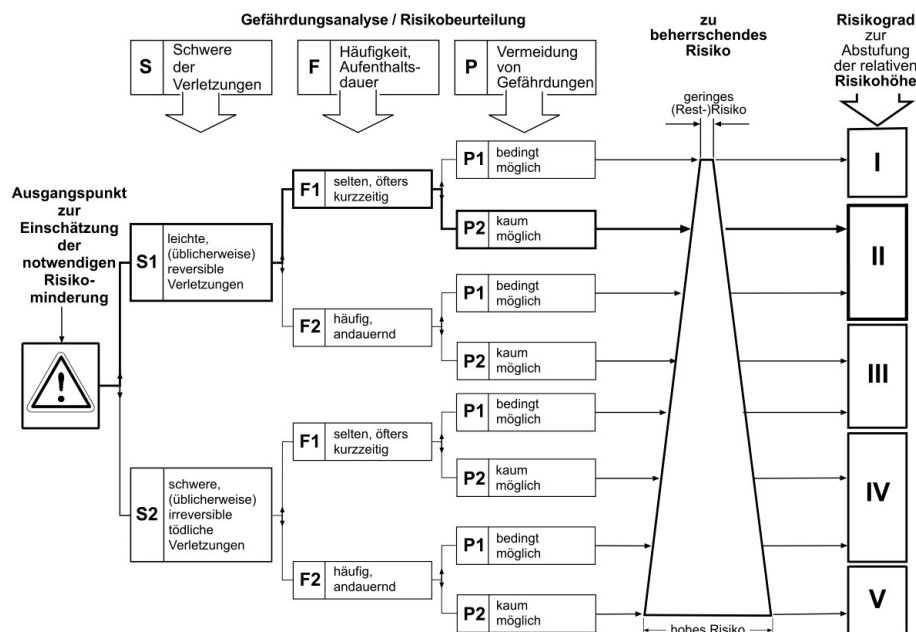 Gefährdungsanalyse / Risikobeurteilung
S
Schwere
der
Verletzungen
F
Häufigkeit,
Aufenthalts-
dauer
P
Vermeidung
von
Gefährdungen
zu
beherrschendes
Risiko
Risikograd
zur
Abstufung
der relativen
Risikohöhe
geringes
(Rest-)Risiko
Ausgangspunkt
zur
Einschätzung
der
notwendigen
Risiko-
minderung
!
S1
leichte,
(üblicherweise)
reversible
Verletzungen
F1
selten, öfters
kurzzeitig
P1
bedingt
möglich
I
P2
kaum
möglich
II
F2
häufig,
andauernd
P1
bedingt
möglich
P2
kaum
möglich
III
S2
schwere,
(üblicherweise)
irreversible
tödliche
Verletzungen
F1
selten, öfters
kurzzeitig
P1
bedingt
möglich
P2
kaum
möglich
IV
F2
häufig,
andauernd
P1
bedingt
möglich
P2
kaum
möglich
V
hohes Risiko